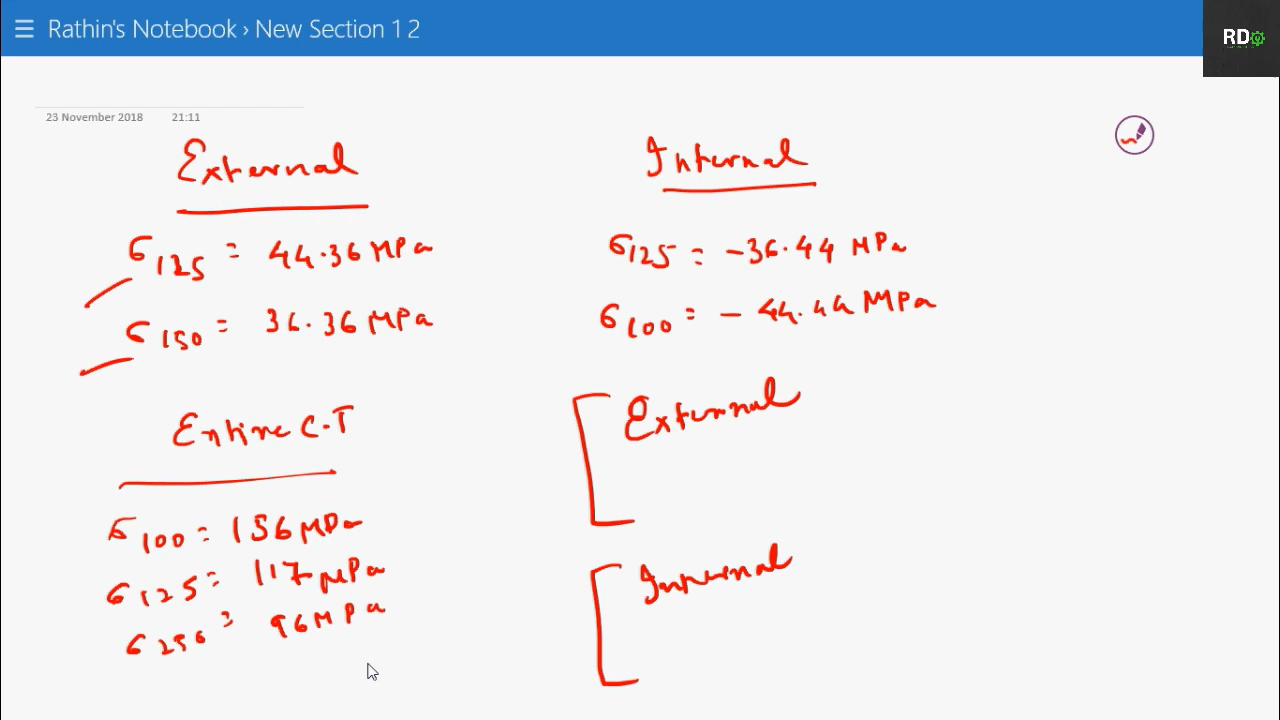 Rathin's Notebook › New Section 1 2
RD
23 November 2018 21:11
External
σ125 = 44.36 MPa
σ150 = 36.36 MPa
Internal
σ125 = -36.44 MPa
σ100 = - 44.44 MPa
Entire C.T
σ100 = 156 MPa
σ125 = 117 MPa
σ250 = 96 MPa
External
Internal